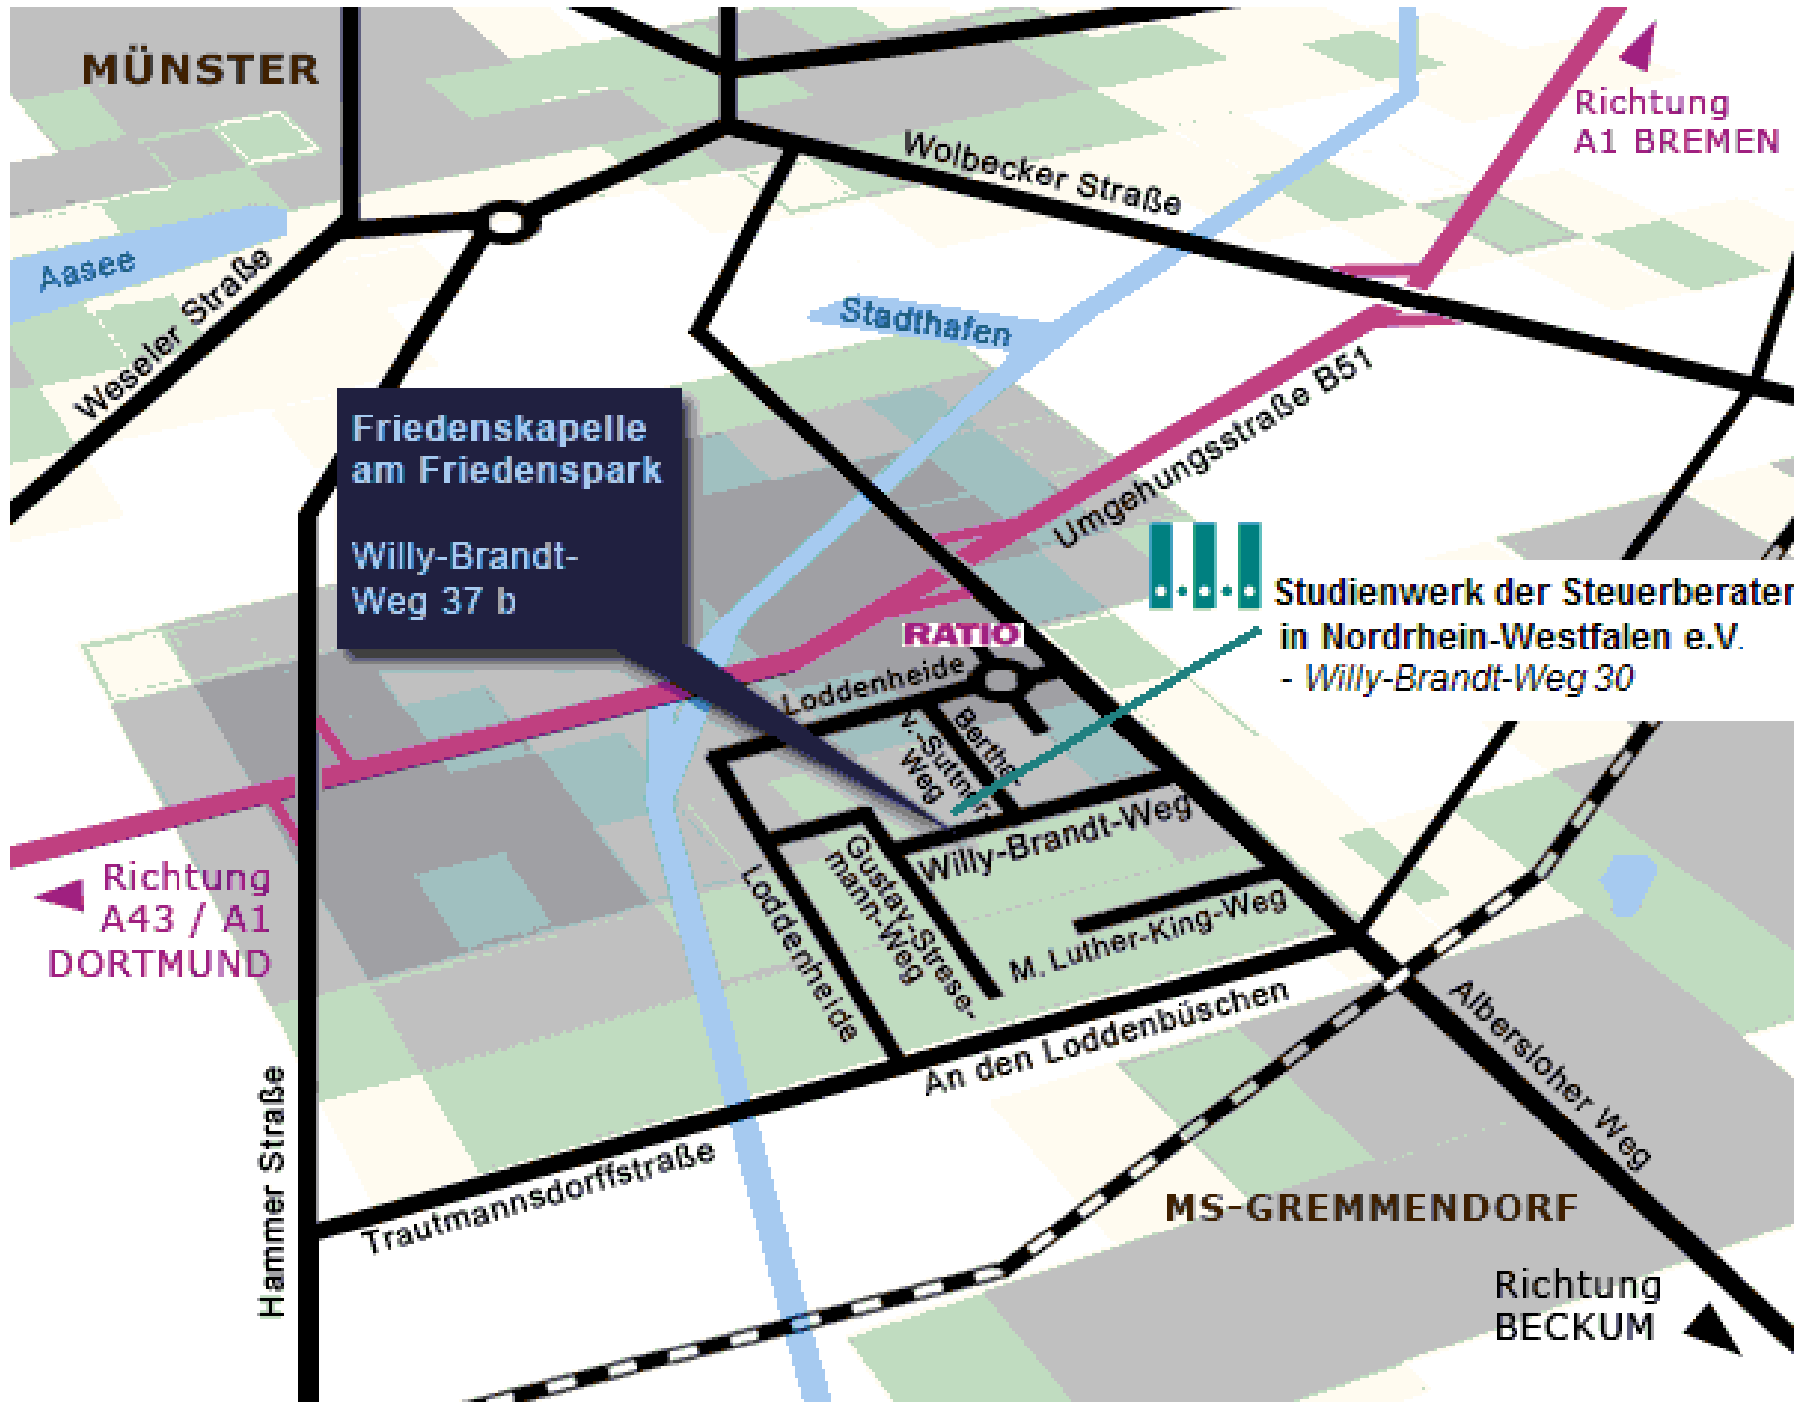 MÜNSTER
Richtung
A1 BREMEN
Wolbecker Straße
Aasee
Weseler Straße
Stadthafen
Umgehungsstraße B51
Friedenskapelle
am Friedenspark
Willy-Brandt-
Weg 37 b
Studienwerk der Steuerberater
in Nordrhein-Westfalen e.V.
- Willy-Brandt-Weg 30
RATIO
Loddenheide
Bertha-
v.-Suttner-
Weg
Willy-Brandt-Weg
Gustav-Strese-
mann-Weg
Loddenheide
M. Luther-King-Weg
Richtung
A43 / A1
DORTMUND
An den Loddenbüschen
Albersloher Weg
Hammer Straße
Trautmannsdorffstraße
MS-GREMMENDORF
Richtung
BECKUM